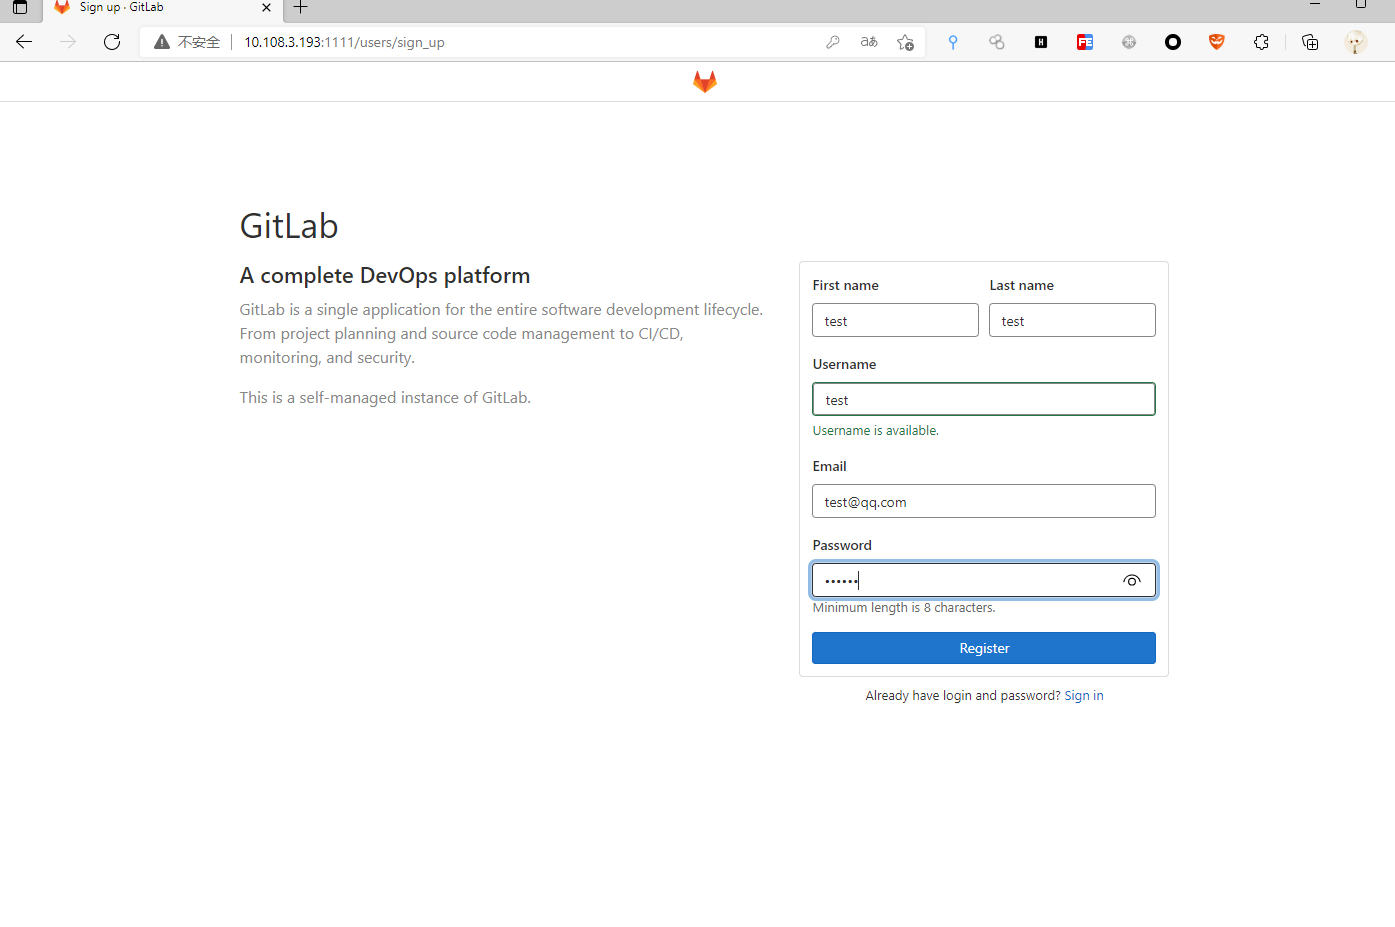 Sign up · GitLab
不安全 10.108.3.193:1111/users/sign_up
aあ
H
FE
GitLab
A complete DevOps platform
GitLab is a single application for the entire software development lifecycle.
From project planning and source code management to CI/CD,
monitoring, and security.
This is a self-managed instance of GitLab.
First name Last name
test test
Username
test
Username is available.
Email
test@qq.com
Password
••••••
Minimum length is 8 characters.
Register
Already have login and password? Sign in